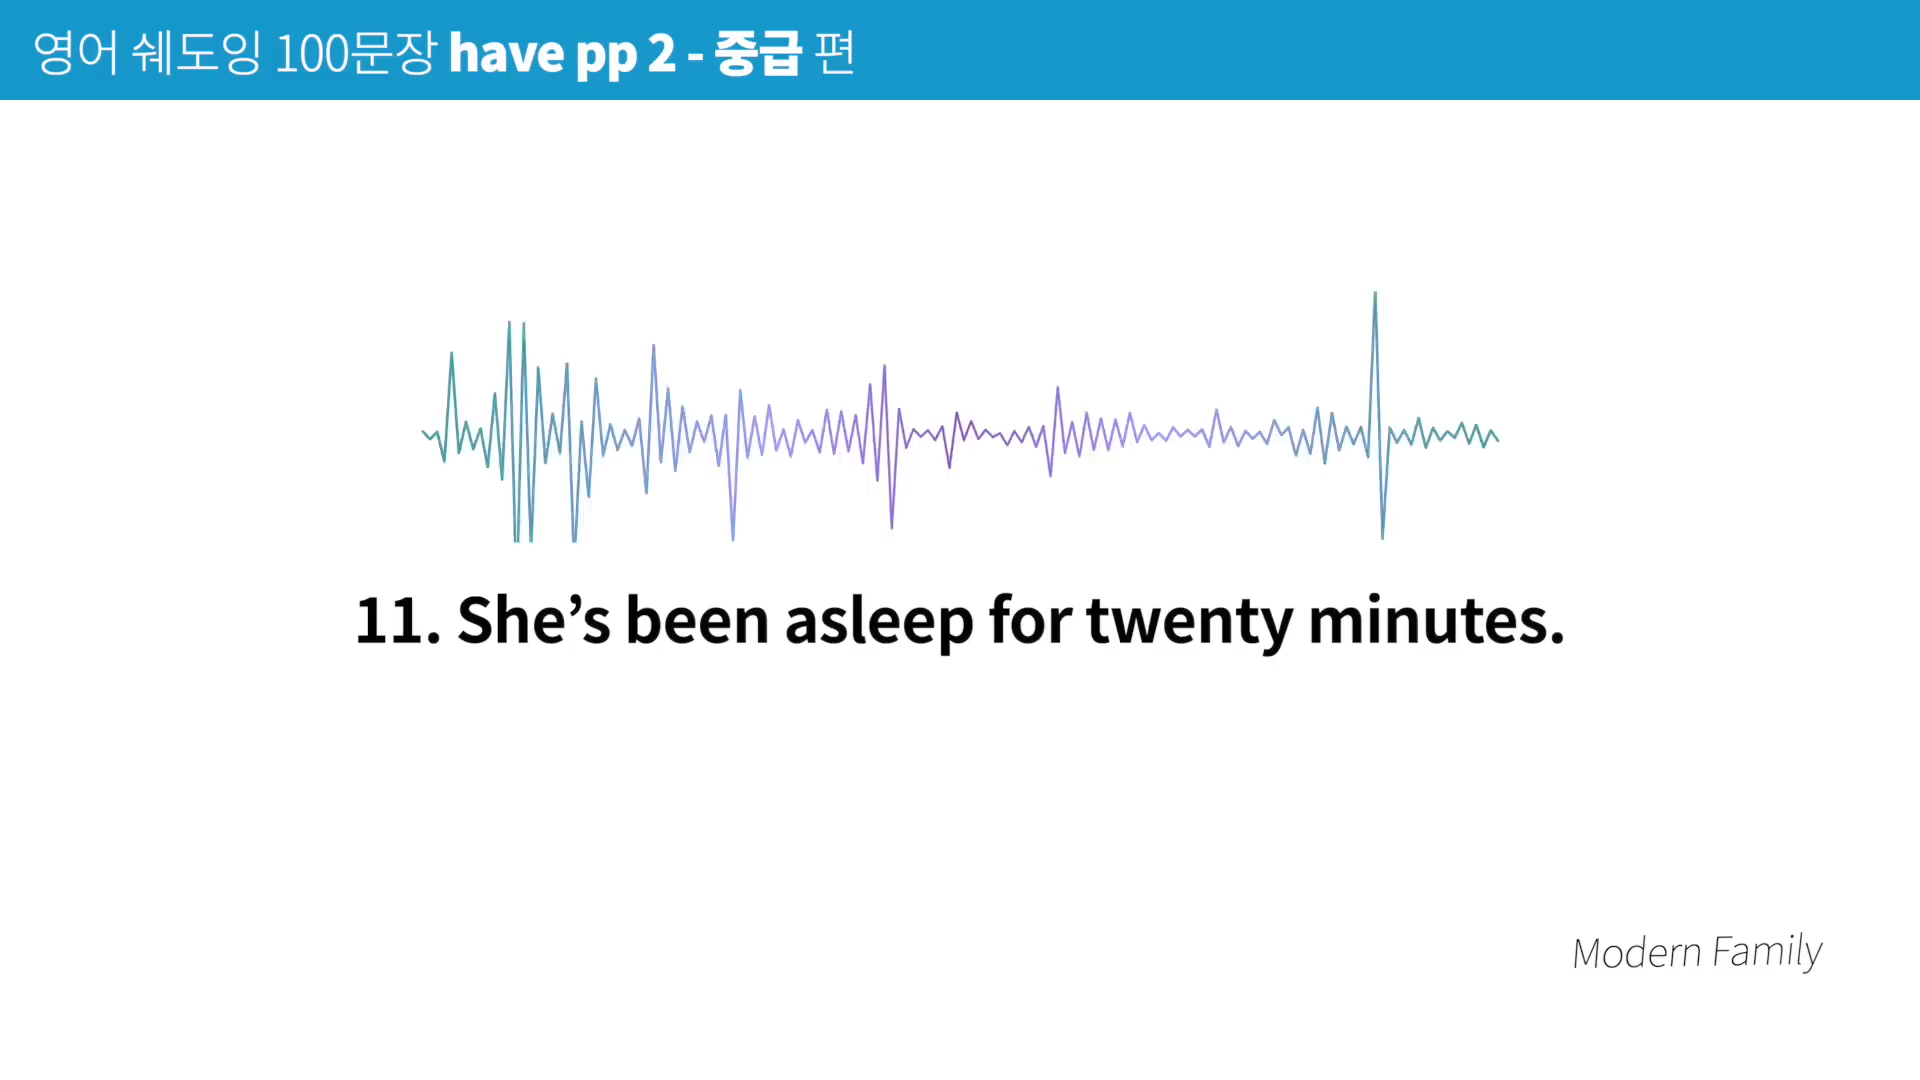 영어 쉐도잉 100문장 have pp 2 - 중급 편
11. She’s been asleep for twenty minutes.
Modern Family